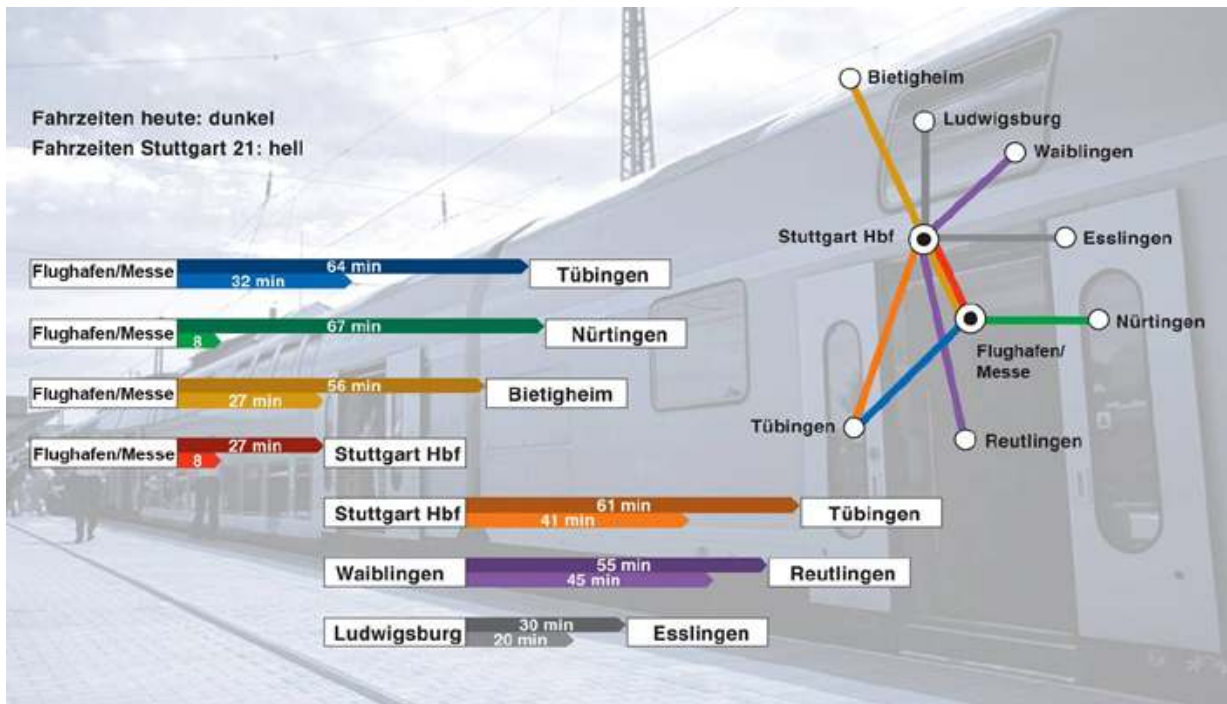 Fahrzeiten heute: dunkel
Fahrzeiten Stuttgart 21: hell
Flughafen/Messe
64 min
32 min
Tübingen
Flughafen/Messe
67 min
8
Nürtingen
Flughafen/Messe
56 min
27 min
Bietigheim
Flughafen/Messe
27 min
8
Stuttgart Hbf
Stuttgart Hbf
61 min
41 min
Tübingen
Waiblingen
55 min
45 min
Reutlingen
Ludwigsburg
30 min
20 min
Esslingen
Bietigheim
Ludwigsburg
Waiblingen
Stuttgart Hbf
Esslingen
Nürtingen
Flughafen/
Messe
Tübingen
Reutlingen